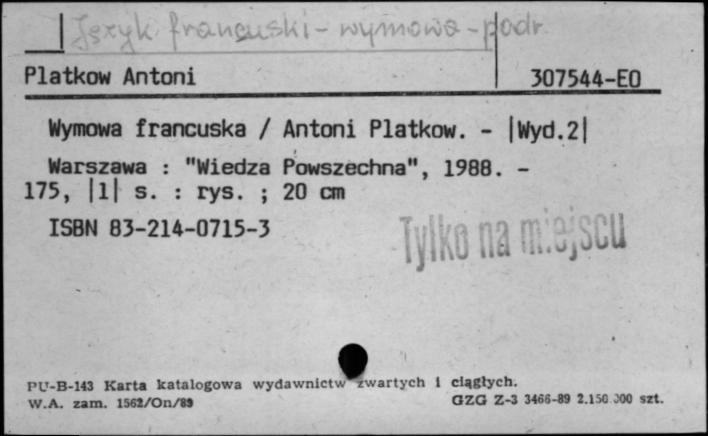 Język francuski - wymowa - podr.
Platkow Antoni 307544-EO
Wymowa francuska / Antoni Platkow. - |Wyd.2|
Warszawa : "Wiedza Powszechna", 1988. -
175, |1| s. : rys. ; 20 cm
ISBN 83-214-0715-3
Tylko na miejscu
PU-B-143 Karta katalogowa wydawnictw zwartych i ciągłych.
W.A. zam. 1562/On/89 GZG Z-3 3466-89 2.150.000 szt.